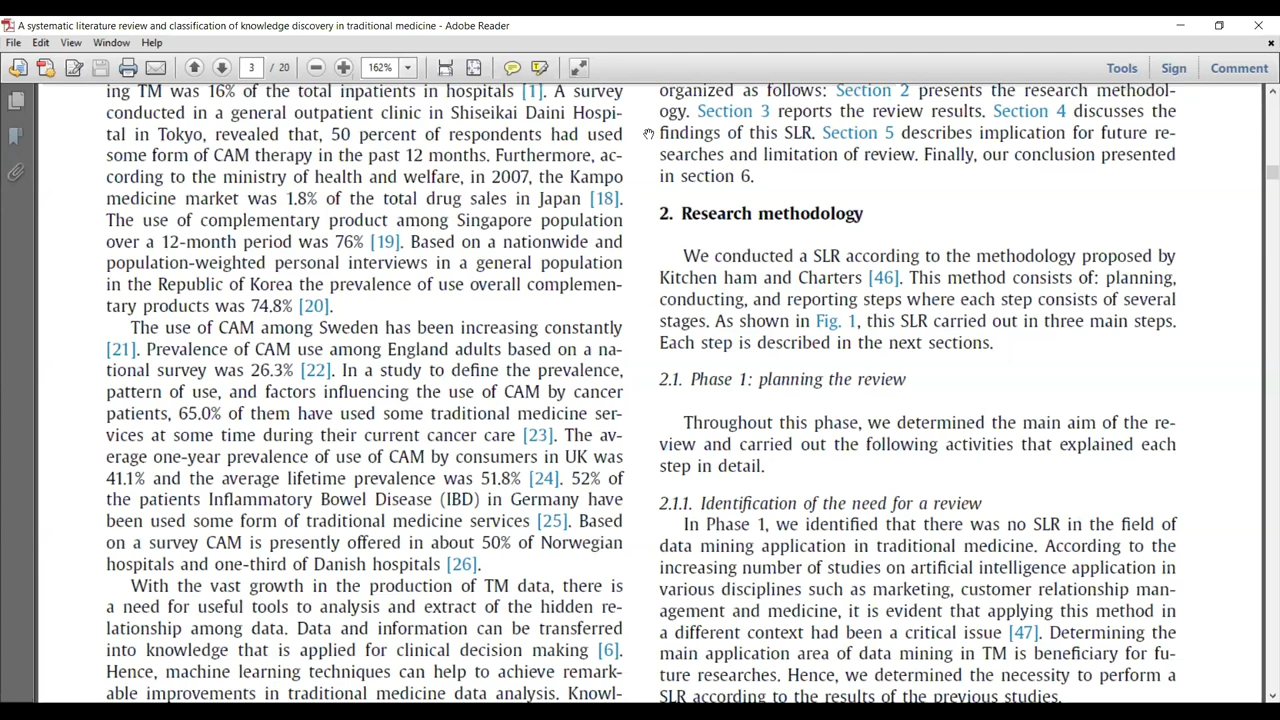 A systematic literature review and classification of knowledge discovery in traditional medicine - Adobe Reader
File Edit View Window Help
3 / 20 162% Tools Sign Comment
ing TM was 16% of the total inpatients in hospitals [1]. A survey
conducted in a general outpatient clinic in Shiseikai Daini Hospi-
tal in Tokyo, revealed that, 50 percent of respondents had used
some form of CAM therapy in the past 12 months. Furthermore, ac-
cording to the ministry of health and welfare, in 2007, the Kampo
medicine market was 1.8% of the total drug sales in Japan [18].
The use of complementary product among Singapore population
over a 12-month period was 76% [19]. Based on a nationwide and
population-weighted personal interviews in a general population
in the Republic of Korea the prevalence of use overall complemen-
tary products was 74.8% [20].
The use of CAM among Sweden has been increasing constantly
[21]. Prevalence of CAM use among England adults based on a na-
tional survey was 26.3% [22]. In a study to define the prevalence,
pattern of use, and factors influencing the use of CAM by cancer
patients, 65.0% of them have used some traditional medicine ser-
vices at some time during their current cancer care [23]. The av-
erage one-year prevalence of use of CAM by consumers in UK was
41.1% and the average lifetime prevalence was 51.8% [24]. 52% of
the patients Inflammatory Bowel Disease (IBD) in Germany have
been used some form of traditional medicine services [25]. Based
on a survey CAM is presently offered in about 50% of Norwegian
hospitals and one-third of Danish hospitals [26].
With the vast growth in the production of TM data, there is
a need for useful tools to analysis and extract of the hidden re-
lationship among data. Data and information can be transferred
into knowledge that is applied for clinical decision making [6].
Hence, machine learning techniques can help to achieve remark-
able improvements in traditional medicine data analysis. Knowl-
organized as follows: Section 2 presents the research methodol-
ogy. Section 3 reports the review results. Section 4 discusses the
findings of this SLR. Section 5 describes implication for future re-
searches and limitation of review. Finally, our conclusion presented
in section 6.
2. Research methodology
We conducted a SLR according to the methodology proposed by
Kitchen ham and Charters [46]. This method consists of: planning,
conducting, and reporting steps where each step consists of several
stages. As shown in Fig. 1, this SLR carried out in three main steps.
Each step is described in the next sections.
2.1. Phase 1: planning the review
Throughout this phase, we determined the main aim of the re-
view and carried out the following activities that explained each
step in detail.
2.1.1. Identification of the need for a review
In Phase 1, we identified that there was no SLR in the field of
data mining application in traditional medicine. According to the
increasing number of studies on artificial intelligence application in
various disciplines such as marketing, customer relationship man-
agement and medicine, it is evident that applying this method in
a different context had been a critical issue [47]. Determining the
main application area of data mining in TM is beneficiary for fu-
ture researches. Hence, we determined the necessity to perform a
SLR according to the results of the previous studies.